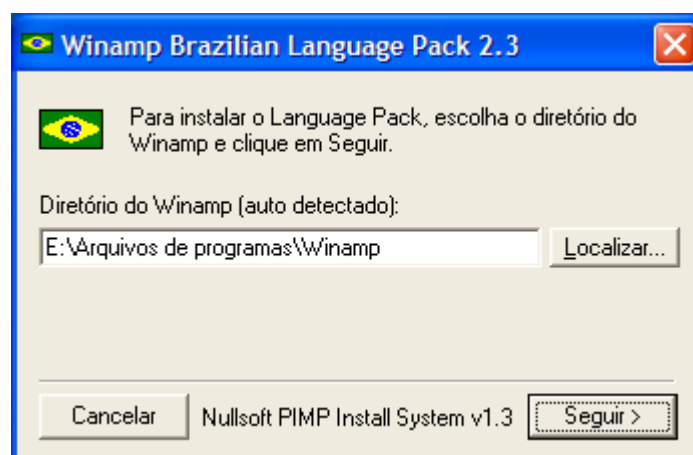 Winamp Brazilian Language Pack 2.3
Para instalar o Language Pack, escolha o diretório do
Winamp e clique em Seguir.
Diretório do Winamp (auto detectado):
E:\Arquivos de programas\Winamp
Localizar...
Cancelar
Nullsoft PIMP Install System v1.3
Seguir >